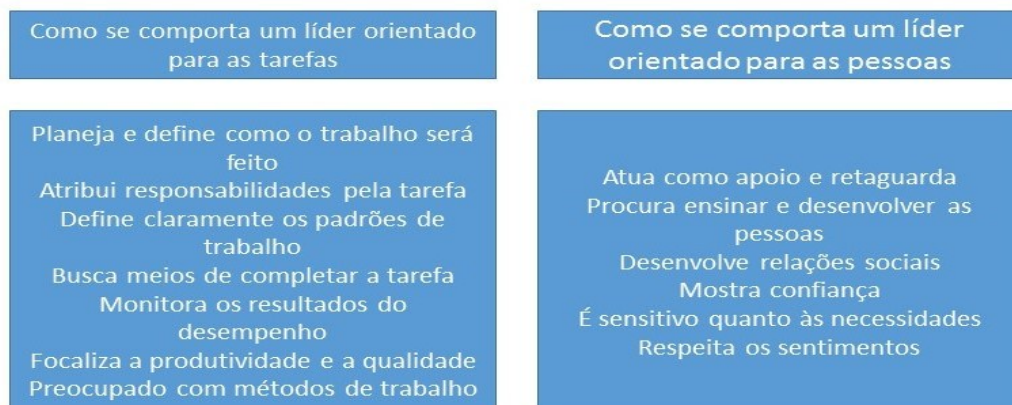 Como se comporta um líder orientado
para as tarefas
Como se comporta um líder
orientado para as pessoas
Planeja e define como o trabalho será
feito
Atribui responsabilidades pela tarefa
Define claramente os padrões de
trabalho
Busca meios de completar a tarefa
Monitora os resultados do
desempenho
Focaliza a produtividade e a qualidade
Preocupado com métodos de trabalho
Atua como apoio e retaguarda
Procura ensinar e desenvolver as
pessoas
Desenvolve relações sociais
Mostra confiança
É sensitivo quanto às necessidades
Respeita os sentimentos